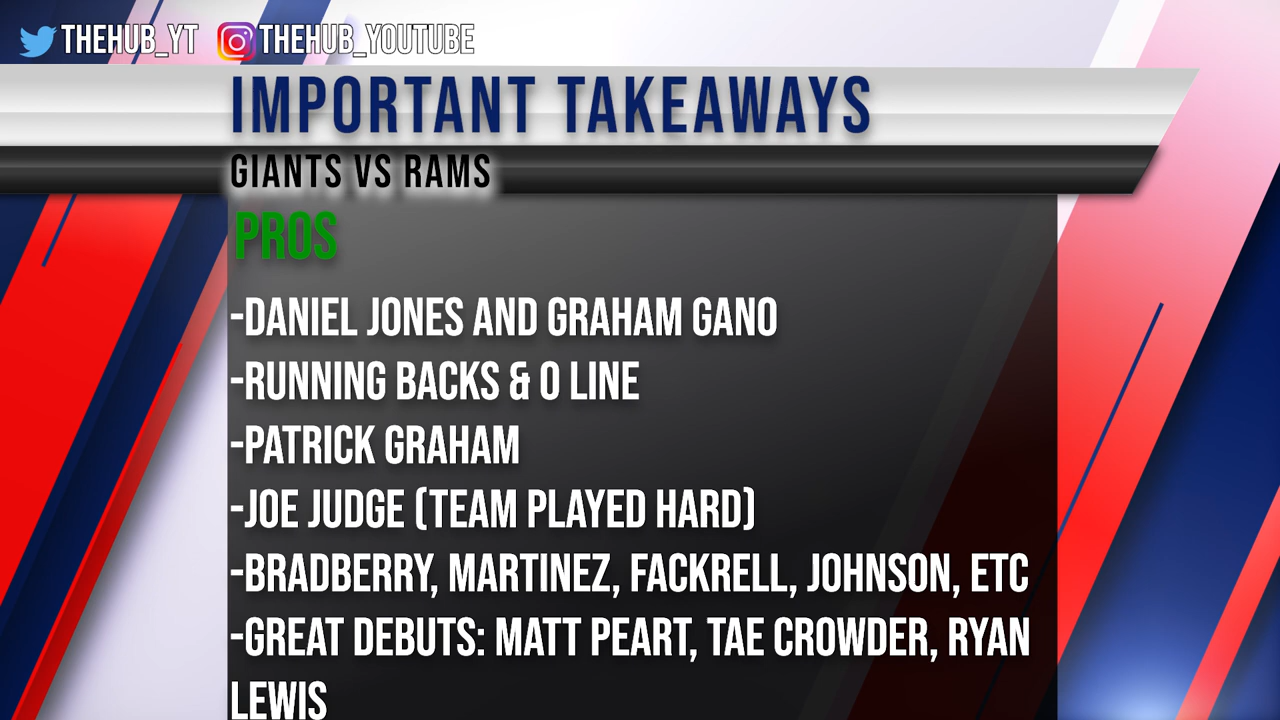 THEHUB_YT THEHUB_YOUTUBE
IMPORTANT TAKEAWAYS
GIANTS VS RAMS
PROS
-DANIEL JONES AND GRAHAM GANO
-RUNNING BACKS & O LINE
-PATRICK GRAHAM
-JOE JUDGE (TEAM PLAYED HARD)
-BRADBERRY, MARTINEZ, FACKRELL, JOHNSON, ETC
-GREAT DEBUTS: MATT PEART, TAE CROWDER, RYAN
LEWIS